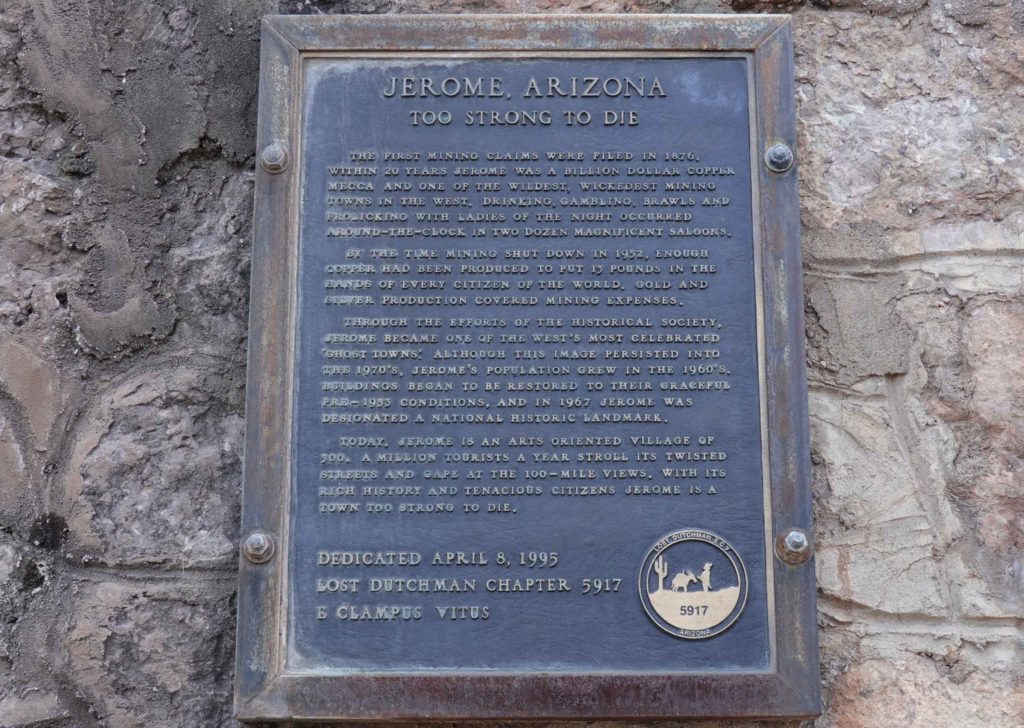 JEROME, ARIZONA
TOO STRONG TO DIE
THE FIRST MINING CLAIMS WERE FILED IN 1876.
WITHIN 20 YEARS JEROME WAS A BILLION DOLLAR COPPER
MECCA AND ONE OF THE WILDEST, WICKEDEST MINING
TOWNS IN THE WEST. DRINKING, GAMBLING, BRAWLS AND
FROLICKING WITH LADIES OF THE NIGHT OCCURRED
AROUND-THE-CLOCK IN TWO DOZEN MAGNIFICENT SALOONS.
BY THE TIME MINING SHUT DOWN IN 1952, ENOUGH
COPPER HAD BEEN PRODUCED TO PUT 13 POUNDS IN THE
HANDS OF EVERY CITIZEN OF THE WORLD. GOLD AND
SILVER PRODUCTION COVERED MINING EXPENSES.
THROUGH THE EFFORTS OF THE HISTORICAL SOCIETY,
JEROME BECAME ONE OF THE WEST'S MOST CELEBRATED
'GHOST TOWNS.' ALTHOUGH THIS IMAGE PERSISTED INTO
THE 1970'S, JEROME'S POPULATION GREW IN THE 1960'S.
BUILDINGS BEGAN TO BE RESTORED TO THEIR GRACEFUL
PRE-1953 CONDITIONS, AND IN 1967 JEROME WAS
DESIGNATED A NATIONAL HISTORIC LANDMARK.
TODAY, JEROME IS AN ARTS ORIENTED VILLAGE OF
500. A MILLION TOURISTS A YEAR STROLL ITS TWISTED
STREETS AND GAPE AT THE 100-MILE VIEWS. WITH ITS
RICH HISTORY AND TENACIOUS CITIZENS JEROME IS A
TOWN TOO STRONG TO DIE.
DEDICATED APRIL 8, 1995
LOST DUTCHMAN CHAPTER 5917
E CLAMPUS VITUS
LOST DUTCHMAN E.C.V.
5917
ARIZONA